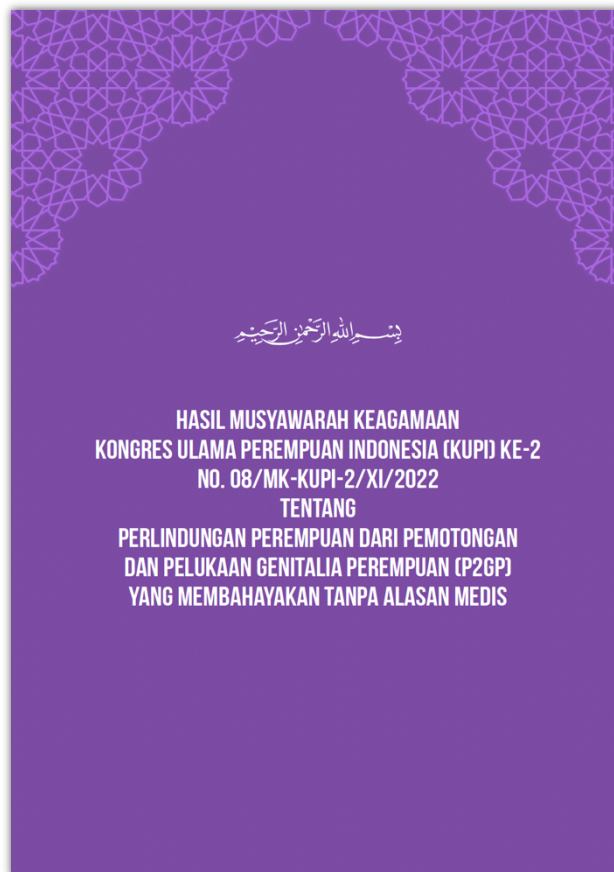 بِسْمِ اللهِ الرَّحْمٰنِ الرَّحِيْمِ
HASIL MUSYAWARAH KEAGAMAAN
KONGRES ULAMA PEREMPUAN INDONESIA (KUPI) KE-2
NO. 08/MK-KUPI-2/XI/2022
TENTANG
PERLINDUNGAN PEREMPUAN DARI PEMOTONGAN
DAN PELUKAAN GENITALIA PEREMPUAN (P2GP)
YANG MEMBAHAYAKAN TANPA ALASAN MEDIS